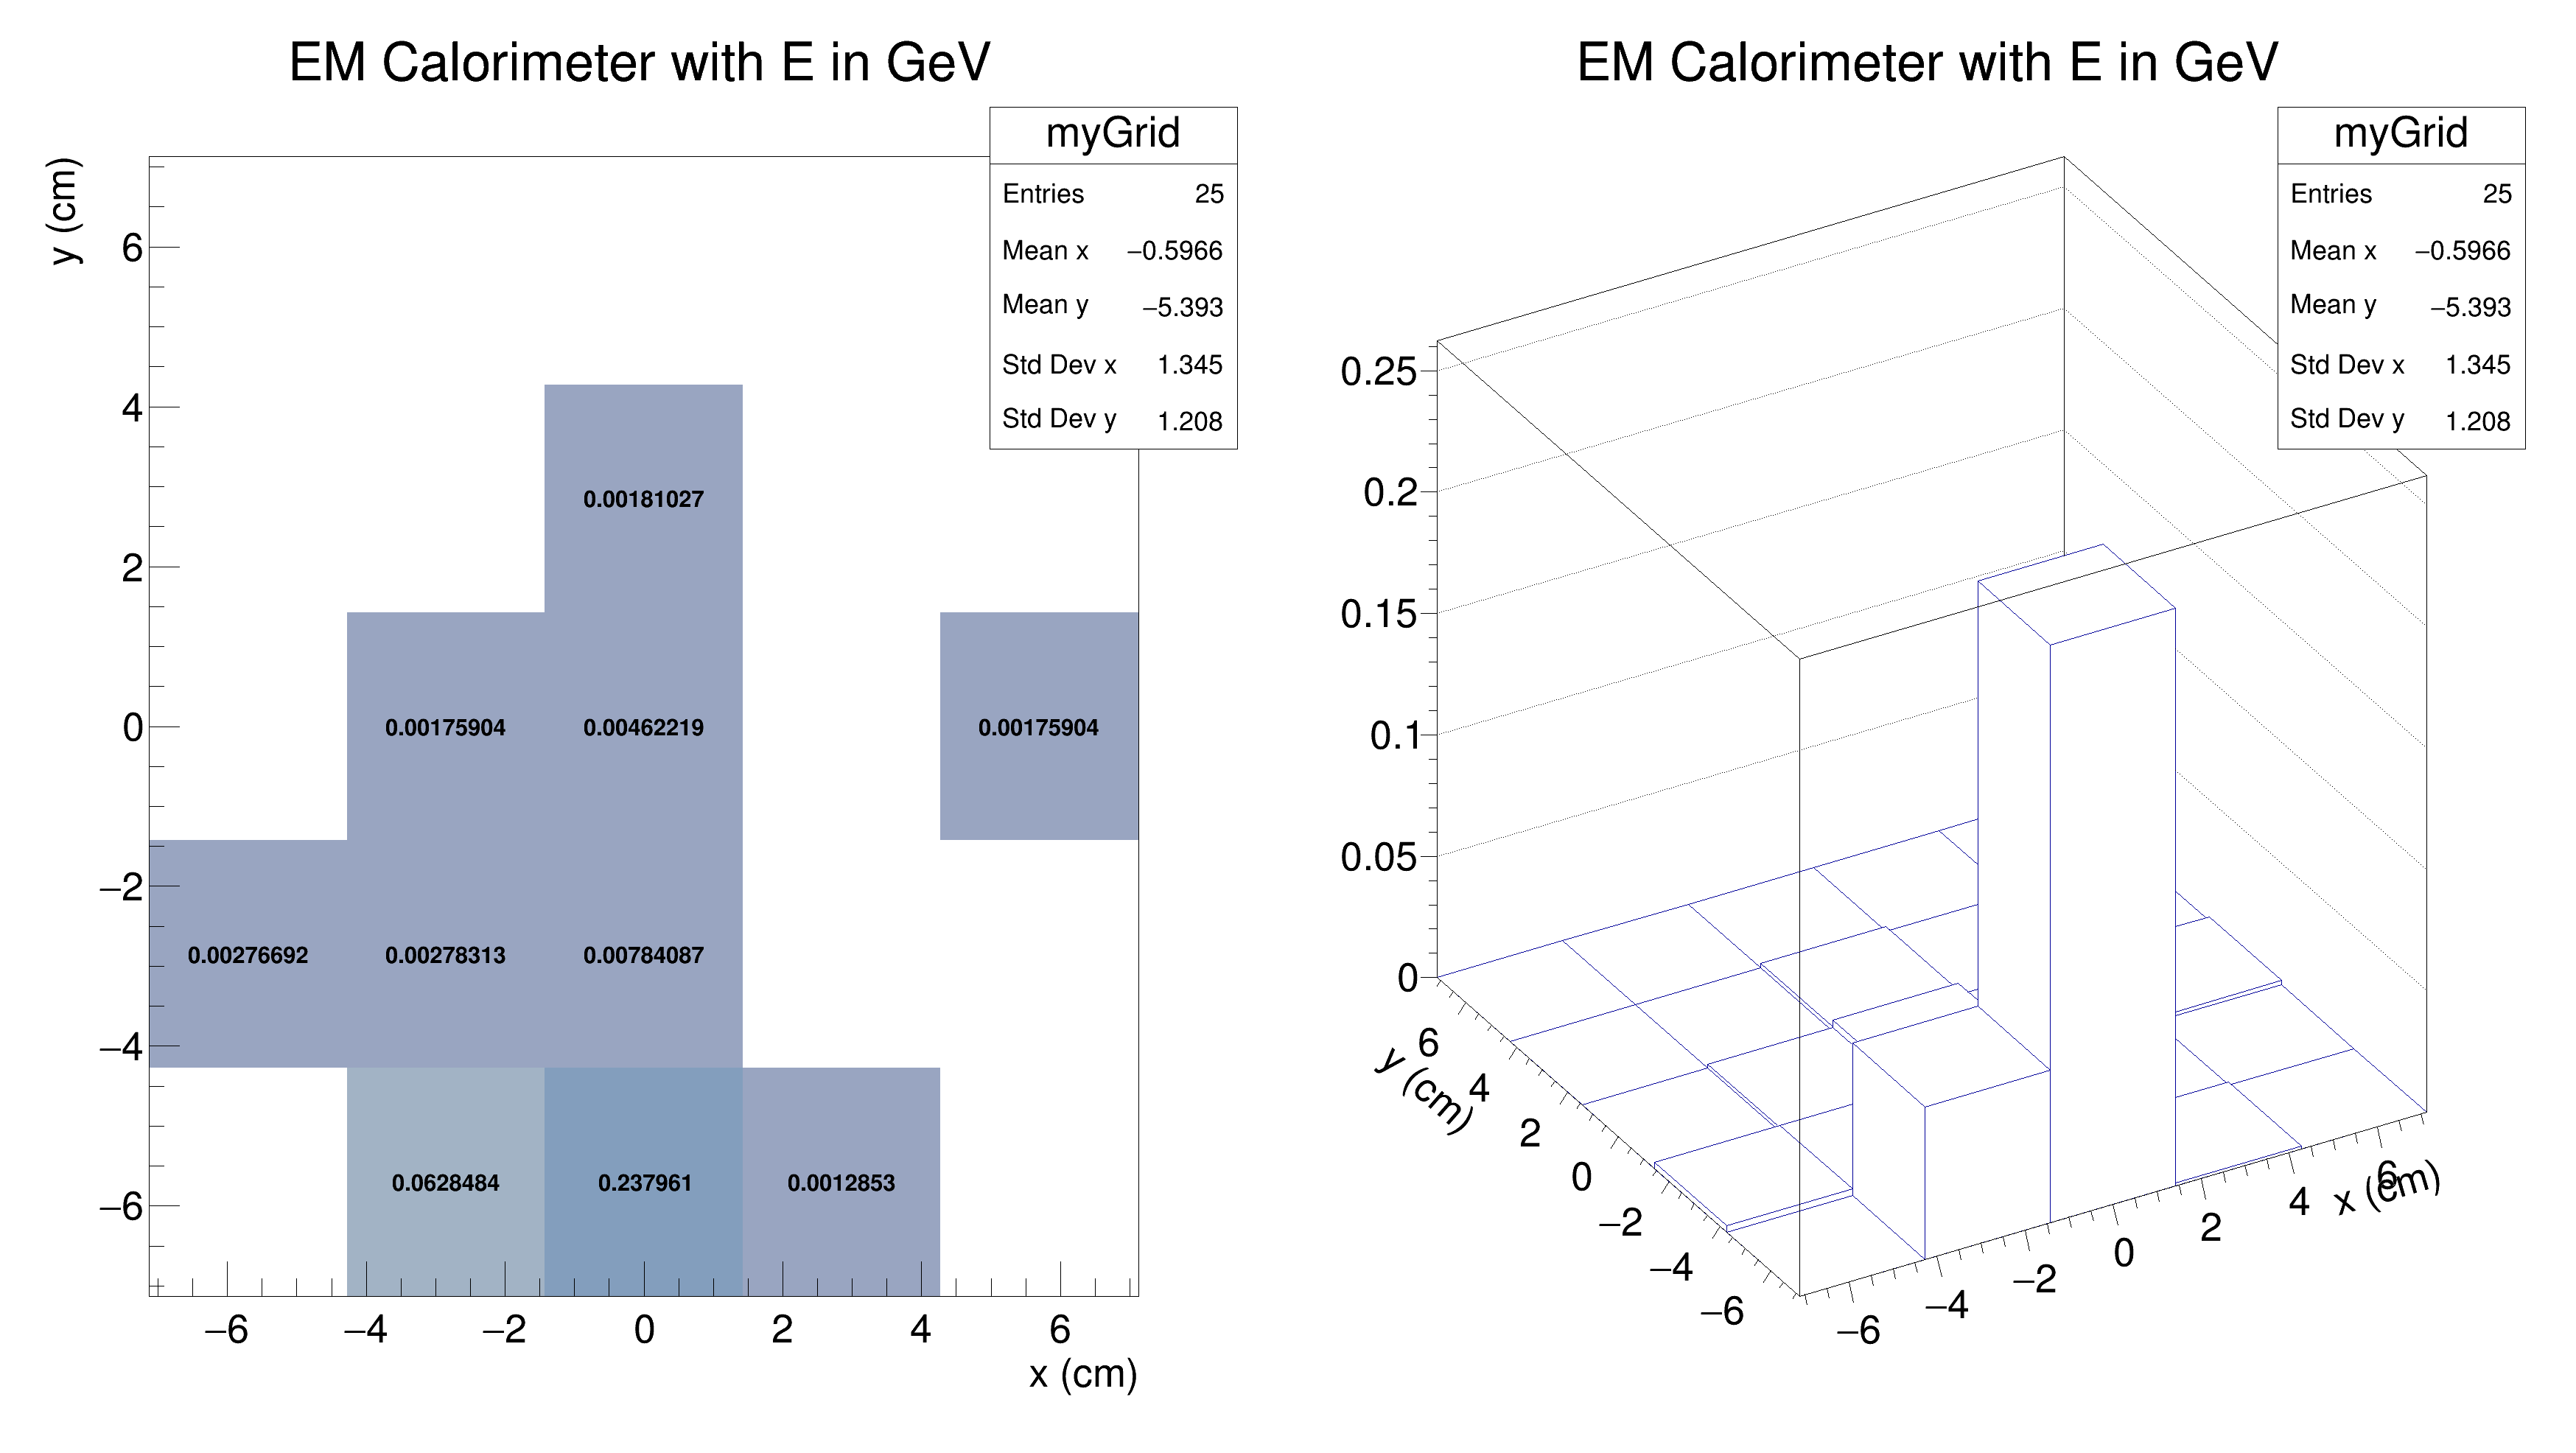 EM Calorimeter with E in GeV
myGrid
Entries 25
Mean x −0.5966
Mean y −5.393
Std Dev x 1.345
Std Dev y 1.208
y (cm)
6
4
2
0
−2
−4
−6
0.00181027
0.00175904 0.00462219 0.00175904
0.00276692 0.00278313 0.00784087
0.0628484 0.237961 0.0012853
−6 −4 −2 0 2 4 6
x (cm)
EM Calorimeter with E in GeV
myGrid
Entries 25
Mean x −0.5966
Mean y −5.393
Std Dev x 1.345
Std Dev y 1.208
0.25
0.2
0.15
0.1
0.05
0
6
4
2
0
−2
−4
−6
y (cm)
−6 −4 −2 0 2 4 6
x (cm)